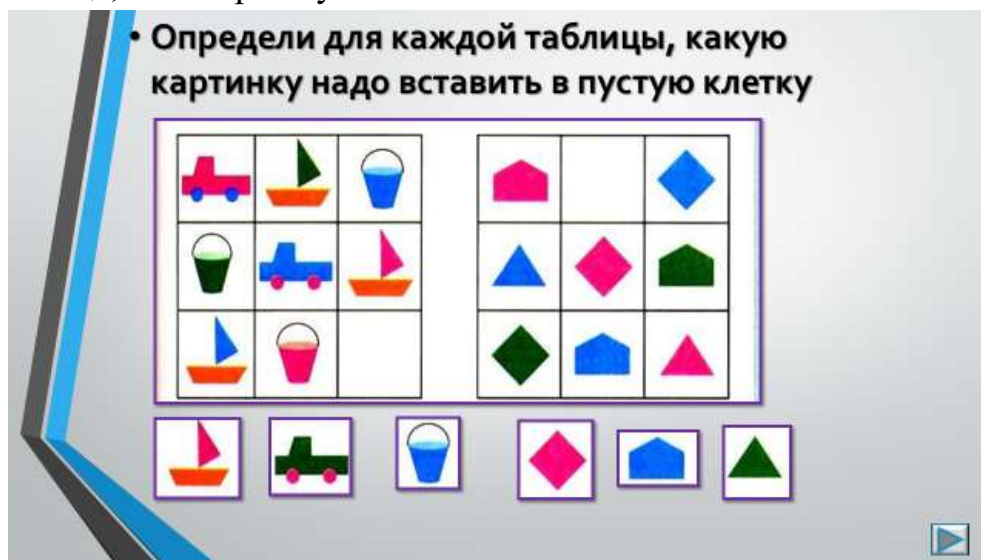 • Определи для каждой таблицы, какую
картинку надо вставить в пустую клетку